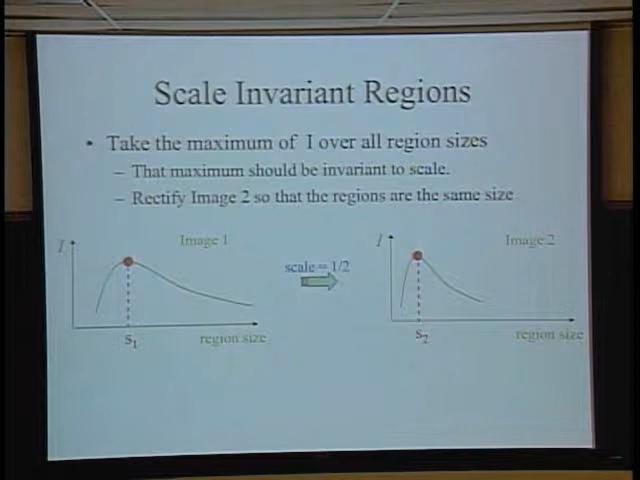 Scale Invariant Regions
• Take the maximum of I over all region sizes
– That maximum should be invariant to scale.
– Rectify Image 2 so that the regions are the same size
I
Image 1
scale = 1/2
I
Image 2
s1
region size
s2
region size